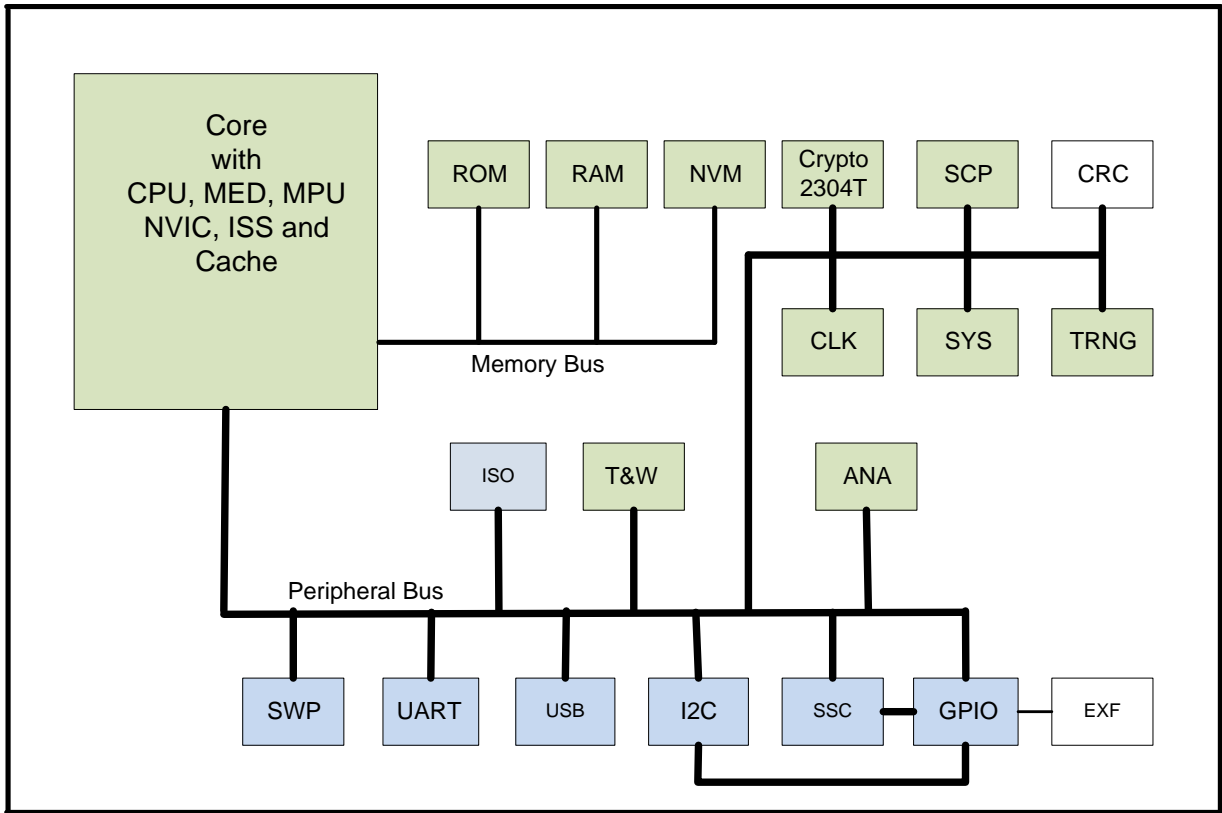 Core
with
CPU, MED, MPU
NVIC, ISS and
Cache
ROM
RAM
NVM
Crypto
2304T
SCP
CRC
CLK
SYS
TRNG
Memory Bus
ISO
T&W
ANA
Peripheral Bus
SWP
UART
USB
I2C
SSC
GPIO
EXF